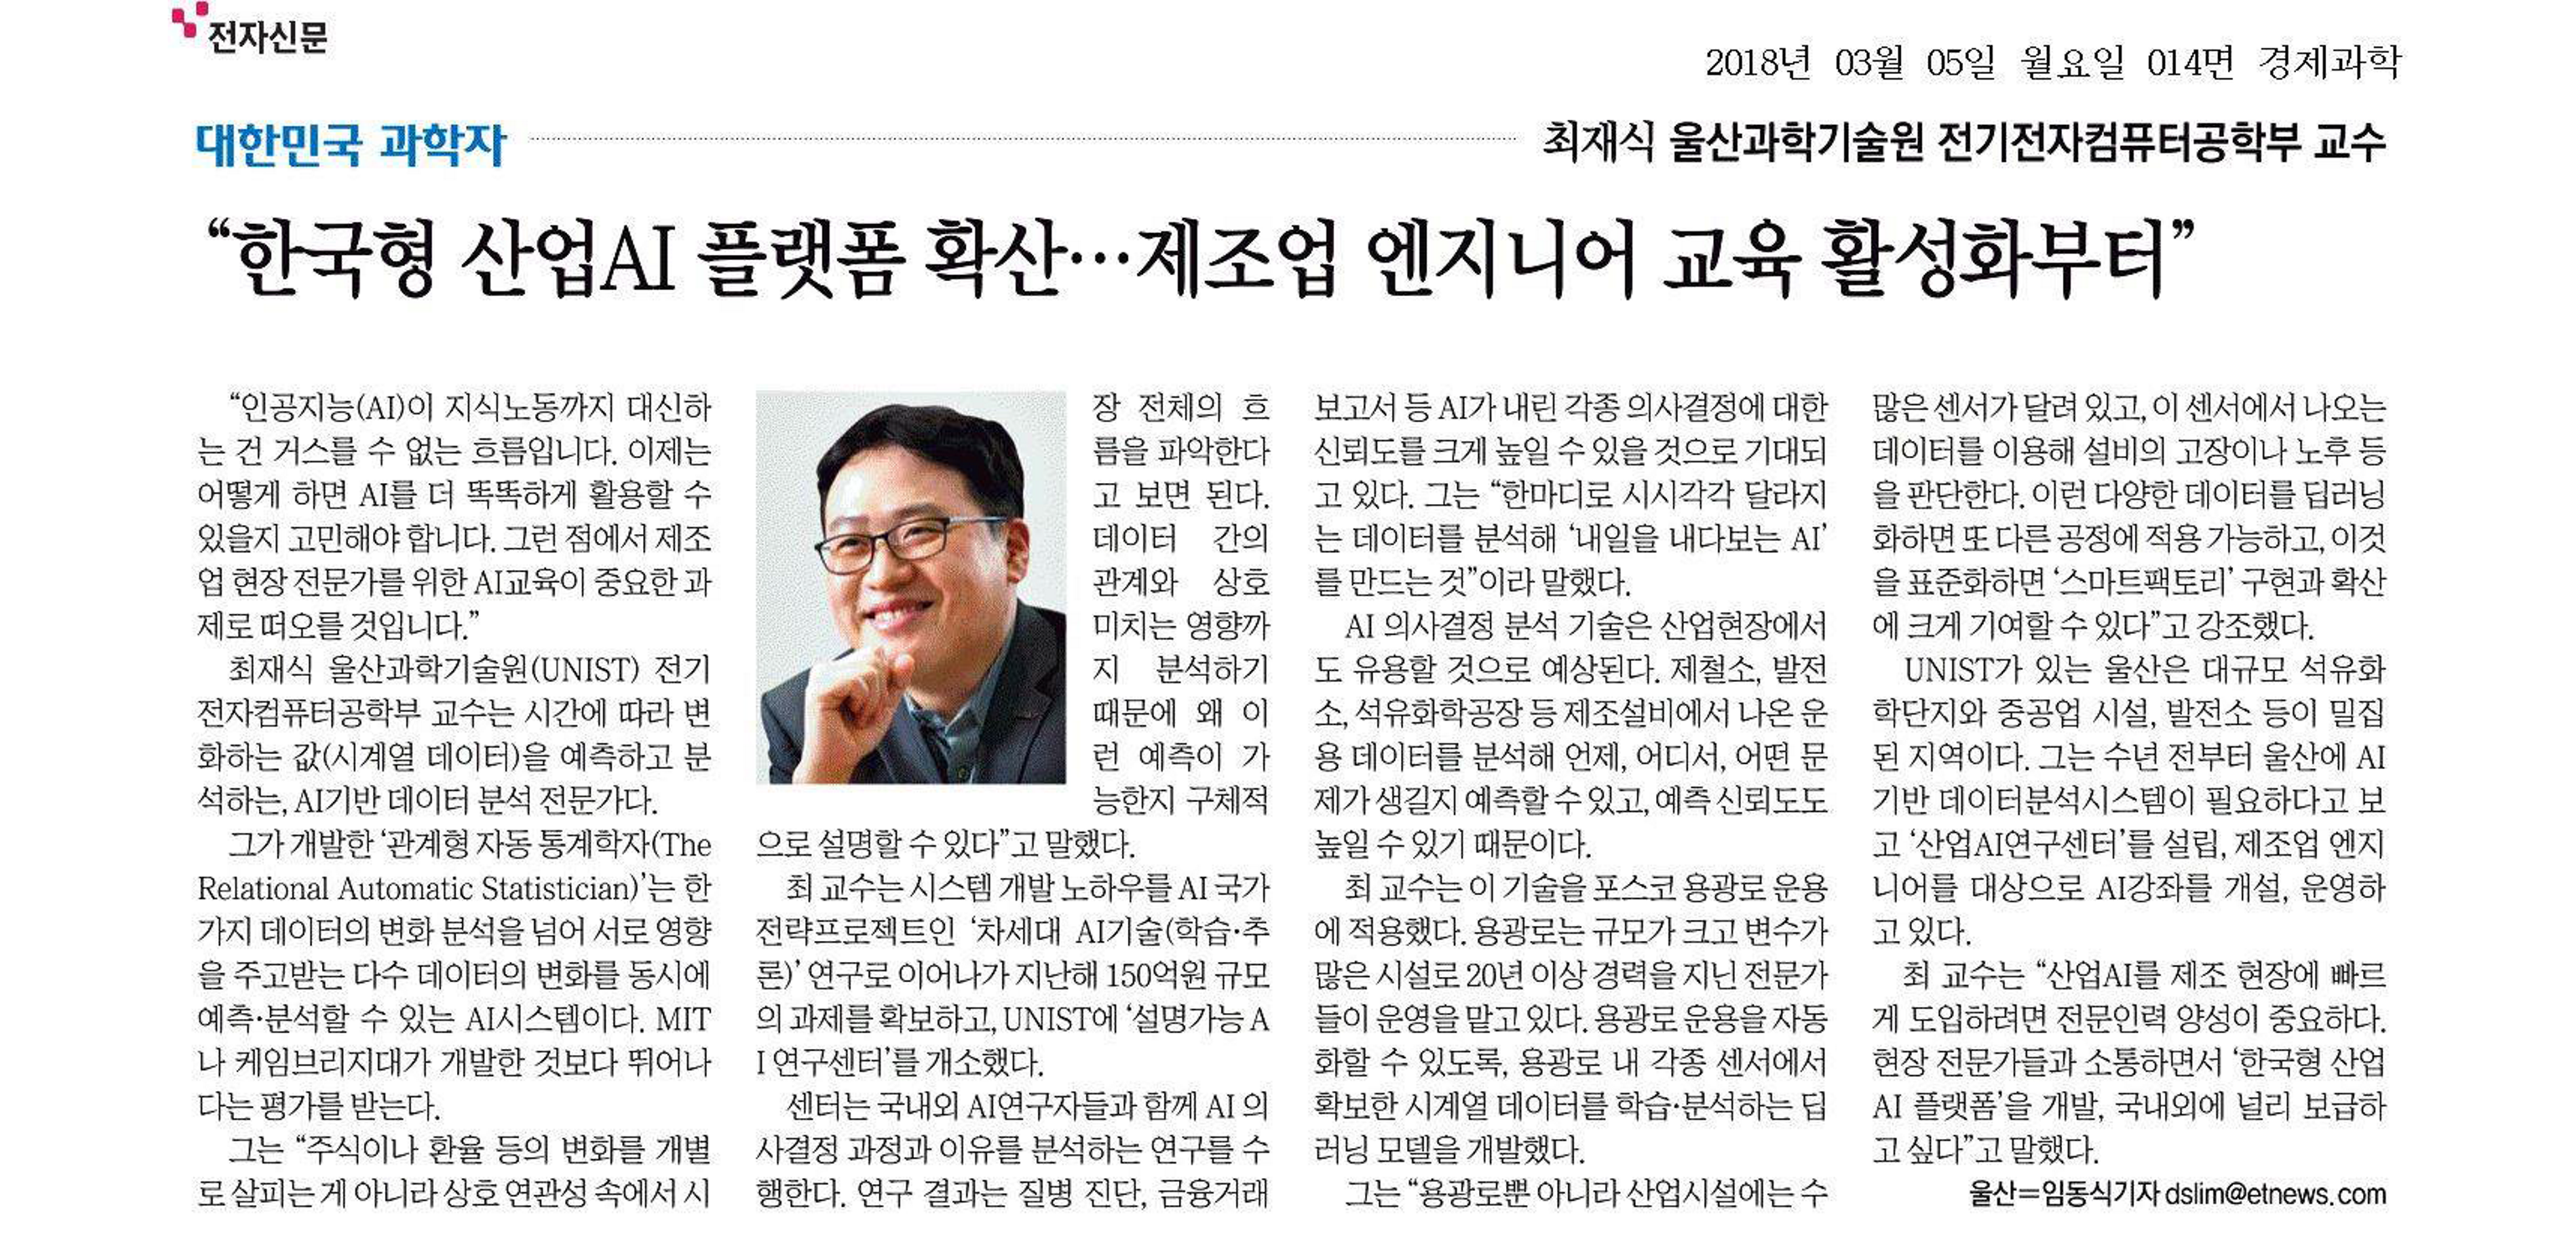 전자신문
2018년 03월 05일 월요일 014면 경제과학
대한민국 과학자
최재식 울산과학기술원 전기전자컴퓨터공학부 교수
“한국형 산업AI 플랫폼 확산…제조업 엔지니어 교육 활성화부터”
“인공지능(AI)이 지식노동까지 대신하
는 건 거스를 수 없는 흐름입니다. 이제는
어떻게 하면 AI를 더 똑똑하게 활용할 수
있을지 고민해야 합니다. 그런 점에서 제조
업 현장 전문가를 위한 AI교육이 중요한 과
제로 떠오를 것입니다.”
최재식 울산과학기술원(UNIST) 전기
전자컴퓨터공학부 교수는 시간에 따라 변
화하는 값(시계열 데이터)을 예측하고 분
석하는, AI기반 데이터 분석 전문가다.
그가 개발한 ‘관계형 자동 통계학자(The
Relational Automatic Statistician)’는 한
가지 데이터의 변화 분석을 넘어 서로 영향
을 주고받는 다수 데이터의 변화를 동시에
예측·분석할 수 있는 AI시스템이다. MIT
나 케임브리지대가 개발한 것보다 뛰어나
다는 평가를 받는다.
그는 “주식이나 환율 등의 변화를 개별
로 살피는 게 아니라 상호 연관성 속에서 시
장 전체의 흐
름을 파악한다
고 보면 된다.
데이터 간의
관계와 상호
미치는 영향까
지 분석하기
때문에 왜 이
런 예측이 가
능한지 구체적
으로 설명할 수 있다”고 말했다.
최 교수는 시스템 개발 노하우를 AI 국가
전략프로젝트인 ‘차세대 AI기술(학습·추
론)’ 연구로 이어나가 지난해 150억원 규모
의 과제를 확보하고, UNIST에 ‘설명가능 A
I 연구센터’를 개소했다.
센터는 국내외 AI연구자들과 함께 AI 의
사결정 과정과 이유를 분석하는 연구를 수
행한다. 연구 결과는 질병 진단, 금융거래
보고서 등 AI가 내린 각종 의사결정에 대한
신뢰도를 크게 높일 수 있을 것으로 기대되
고 있다. 그는 “한마디로 시시각각 달라지
는 데이터를 분석해 ‘내일을 내다보는 AI’
를 만드는 것”이라 말했다.
AI 의사결정 분석 기술은 산업현장에서
도 유용할 것으로 예상된다. 제철소, 발전
소, 석유화학공장 등 제조설비에서 나온 운
용 데이터를 분석해 언제, 어디서, 어떤 문
제가 생길지 예측할 수 있고, 예측 신뢰도도
높일 수 있기 때문이다.
최 교수는 이 기술을 포스코 용광로 운용
에 적용했다. 용광로는 규모가 크고 변수가
많은 시설로 20년 이상 경력을 지닌 전문가
들이 운영을 맡고 있다. 용광로 운용을 자동
화할 수 있도록, 용광로 내 각종 센서에서
확보한 시계열 데이터를 학습·분석하는 딥
러닝 모델을 개발했다.
그는 “용광로뿐 아니라 산업시설에는 수
많은 센서가 달려 있고, 이 센서에서 나오는
데이터를 이용해 설비의 고장이나 노후 등
을 판단한다. 이런 다양한 데이터를 딥러닝
화하면 또 다른 공정에 적용 가능하고, 이것
을 표준화하면 ‘스마트팩토리’ 구현과 확산
에 크게 기여할 수 있다”고 강조했다.
UNIST가 있는 울산은 대규모 석유화
학단지와 중공업 시설, 발전소 등이 밀집
된 지역이다. 그는 수년 전부터 울산에 AI
기반 데이터분석시스템이 필요하다고 보
고 ‘산업AI연구센터’를 설립, 제조업 엔지
니어를 대상으로 AI강좌를 개설, 운영하
고 있다.
최 교수는 “산업AI를 제조 현장에 빠르
게 도입하려면 전문인력 양성이 중요하다.
현장 전문가들과 소통하면서 ‘한국형 산업
AI 플랫폼’을 개발, 국내외에 널리 보급하
고 싶다”고 말했다.
울산=임동식기자 dslim@etnews.com